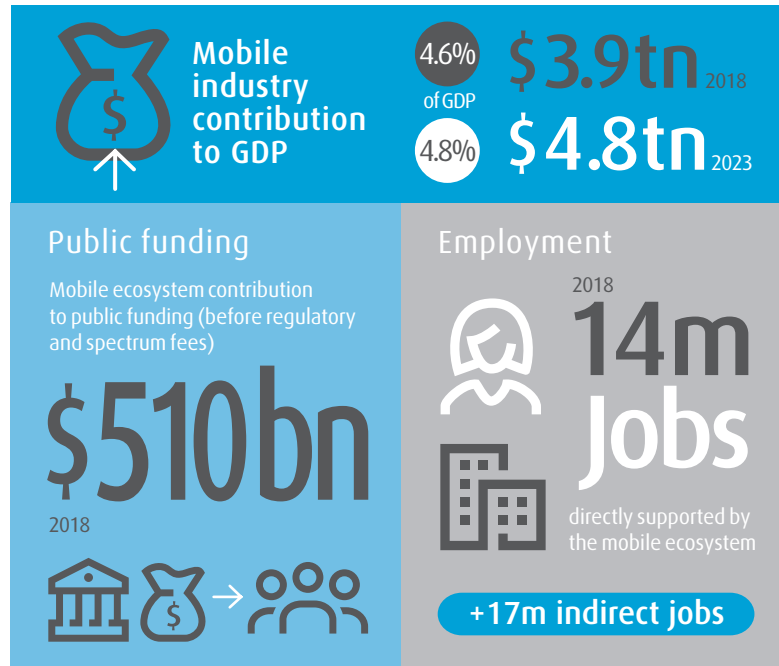 $
Mobile
industry
contribution
to GDP
4.6%
of GDP
4.8%
$3.9tn 2018
$4.8tn 2023
Public funding
Mobile ecosystem contribution
to public funding (before regulatory
and spectrum fees)
$510bn
2018
$
Employment
2018
14m
Jobs
directly supported by
the mobile ecosystem
+17m indirect jobs